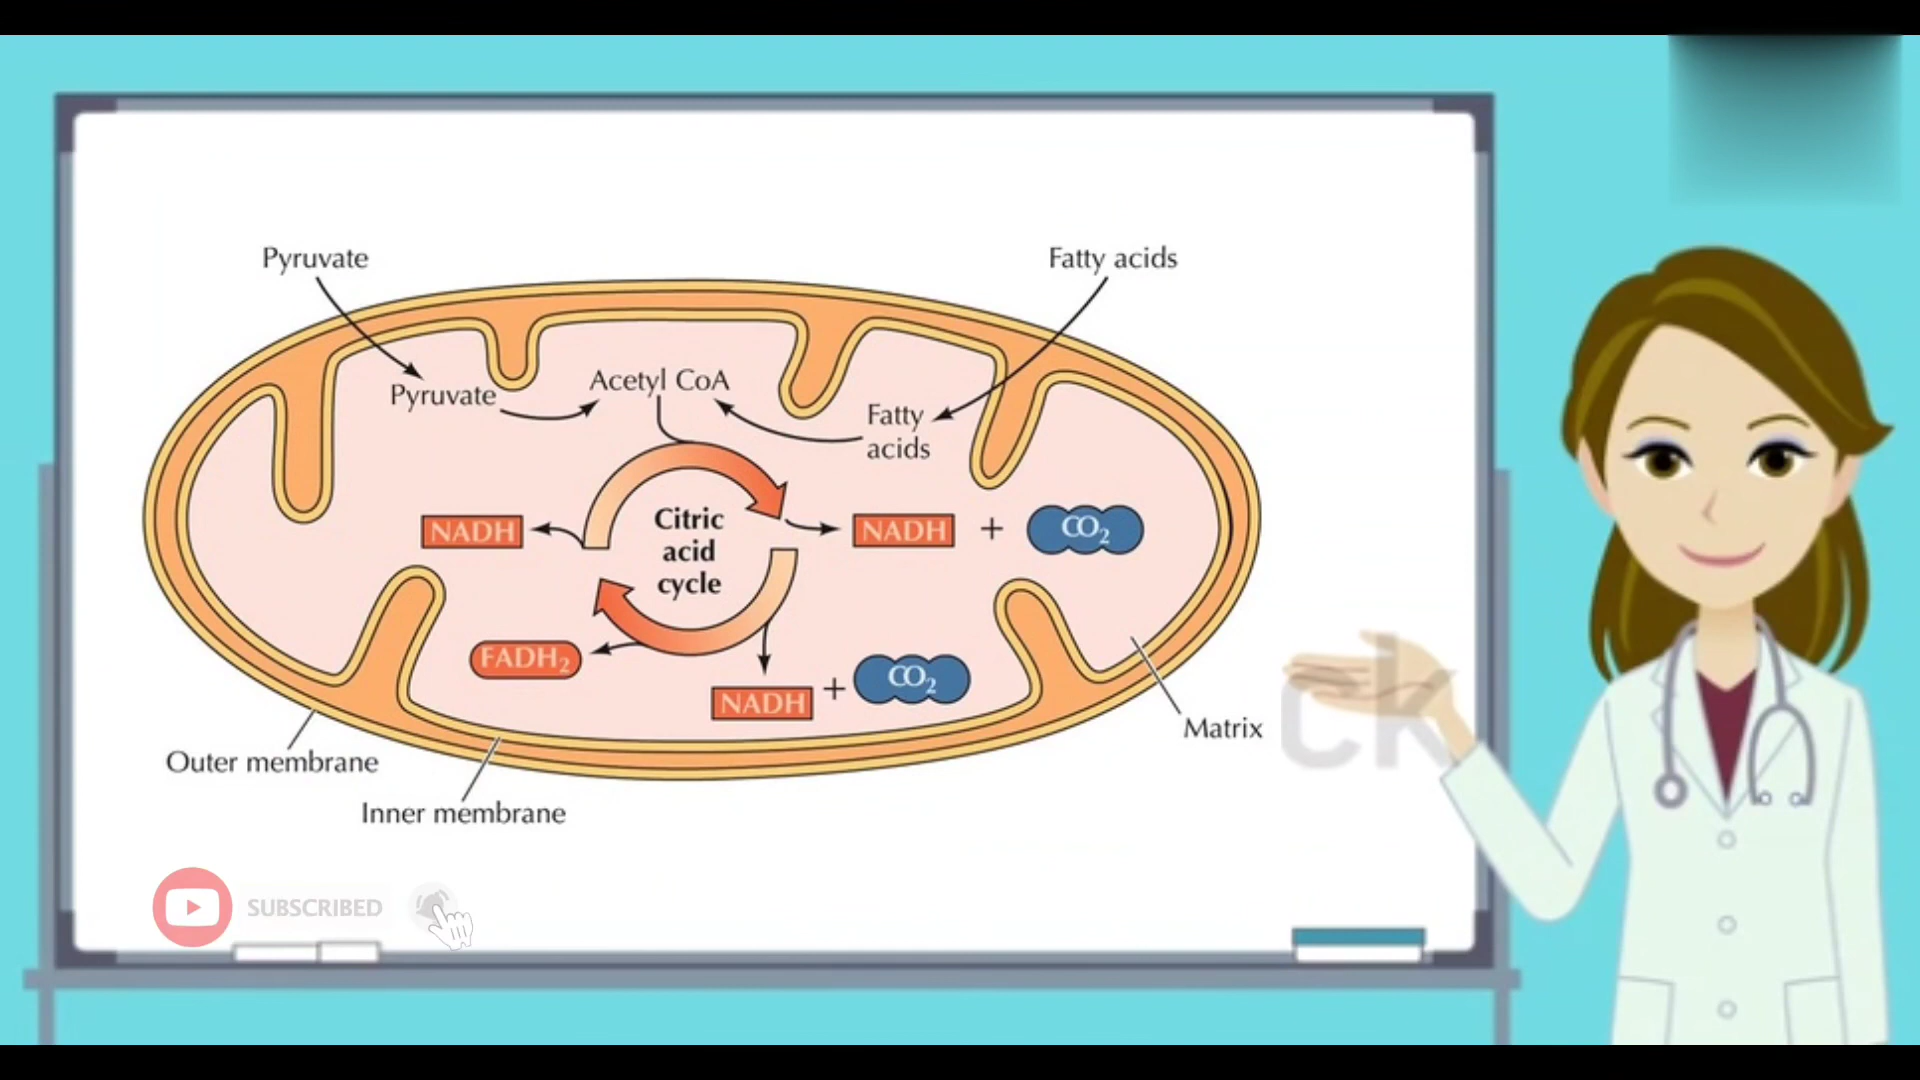 Pyruvate
Fatty acids
Pyruvate
Acetyl CoA
Fatty
acids
NADH
Citric
acid
cycle
NADH + CO₂
FADH₂
NADH + CO₂
Matrix
ck
Outer membrane
Inner membrane
SUBSCRIBED